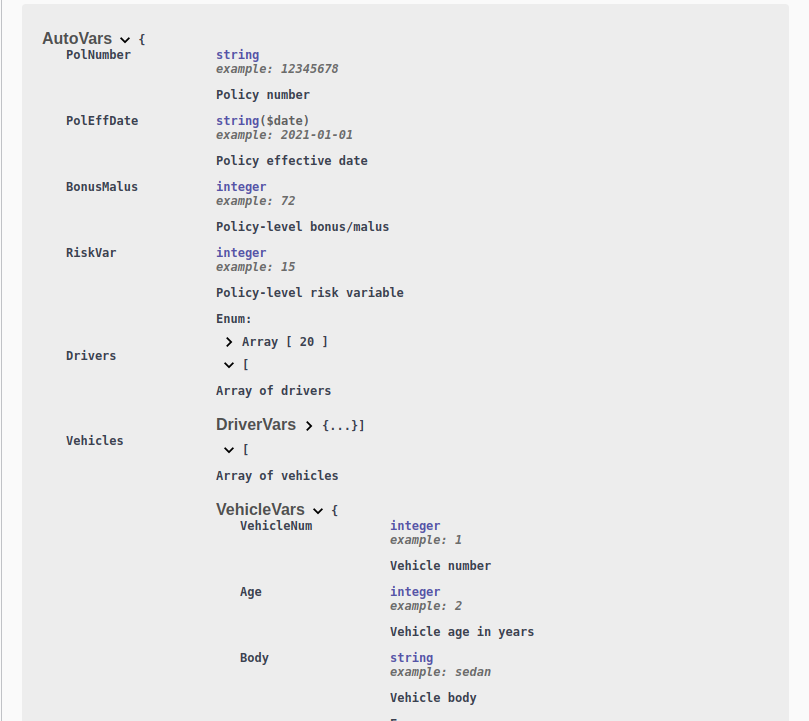 AutoVars {
PolNumber string
example: 12345678
Policy number
PolEffDate string($date)
example: 2021-01-01
Policy effective date
BonusMalus integer
example: 72
Policy-level bonus/malus
RiskVar integer
example: 15
Policy-level risk variable
Enum:
Array [ 20 ]
Drivers
[
Array of drivers
DriverVars {...}]
Vehicles
[
Array of vehicles
VehicleVars {
VehicleNum integer
example: 1
Vehicle number
Age integer
example: 2
Vehicle age in years
Body string
example: sedan
Vehicle body